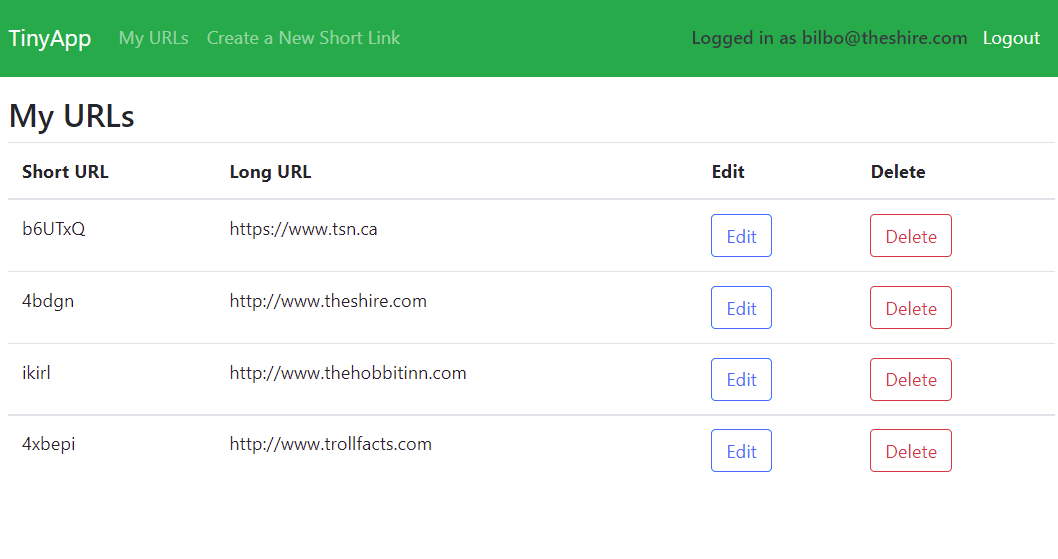 TinyApp My URLs Create a New Short Link Logged in as bilbo@theshire.com Logout
My URLs
Short URL Long URL Edit Delete
b6UTxQ https://www.tsn.ca Edit Delete
4bdgn http://www.theshire.com Edit Delete
ikirl http://www.thehobbitinn.com Edit Delete
4xbepi http://www.trollfacts.com Edit Delete